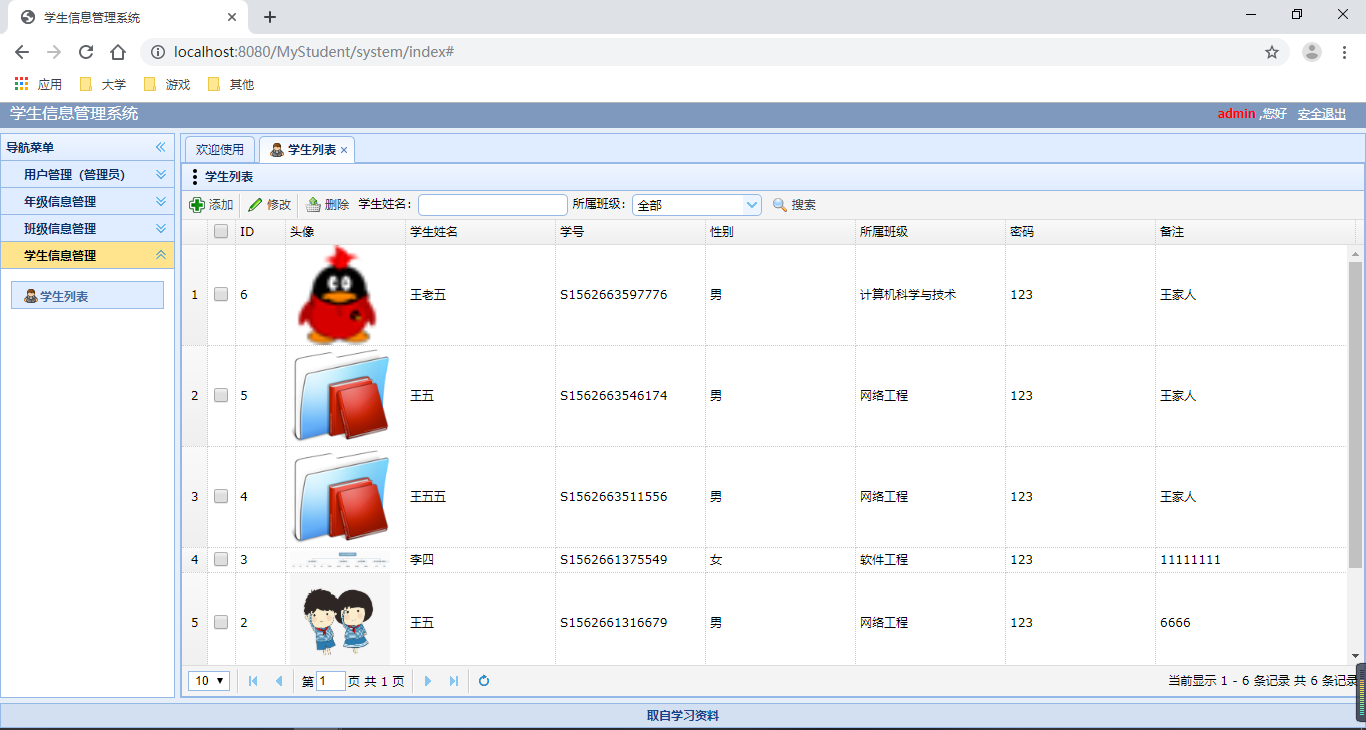 学生信息管理系统
localhost:8080/MyStudent/system/index#
应用 大学 游戏 其他
学生信息管理系统 admin ,您好 安全退出
导航菜单
用户管理（管理员）
年级信息管理
班级信息管理
学生信息管理
学生列表
欢迎使用 学生列表
学生列表
添加 修改 删除 学生姓名： 所属班级： 全部 搜索
ID 头像 学生姓名 学号 性别 所属班级 密码 备注
1 6 王老五 S1562663597776 男 计算机科学与技术 123 王家人
2 5 王五 S1562663546174 男 网络工程 123 王家人
3 4 王五五 S1562663511556 男 网络工程 123 王家人
4 3 李四 S1562661375549 女 软件工程 123 11111111
5 2 王五 S1562661316679 男 网络工程 123 6666
10 第 1 页 共 1 页 当前显示 1 - 6 条记录 共 6 条记录
取自学习资料